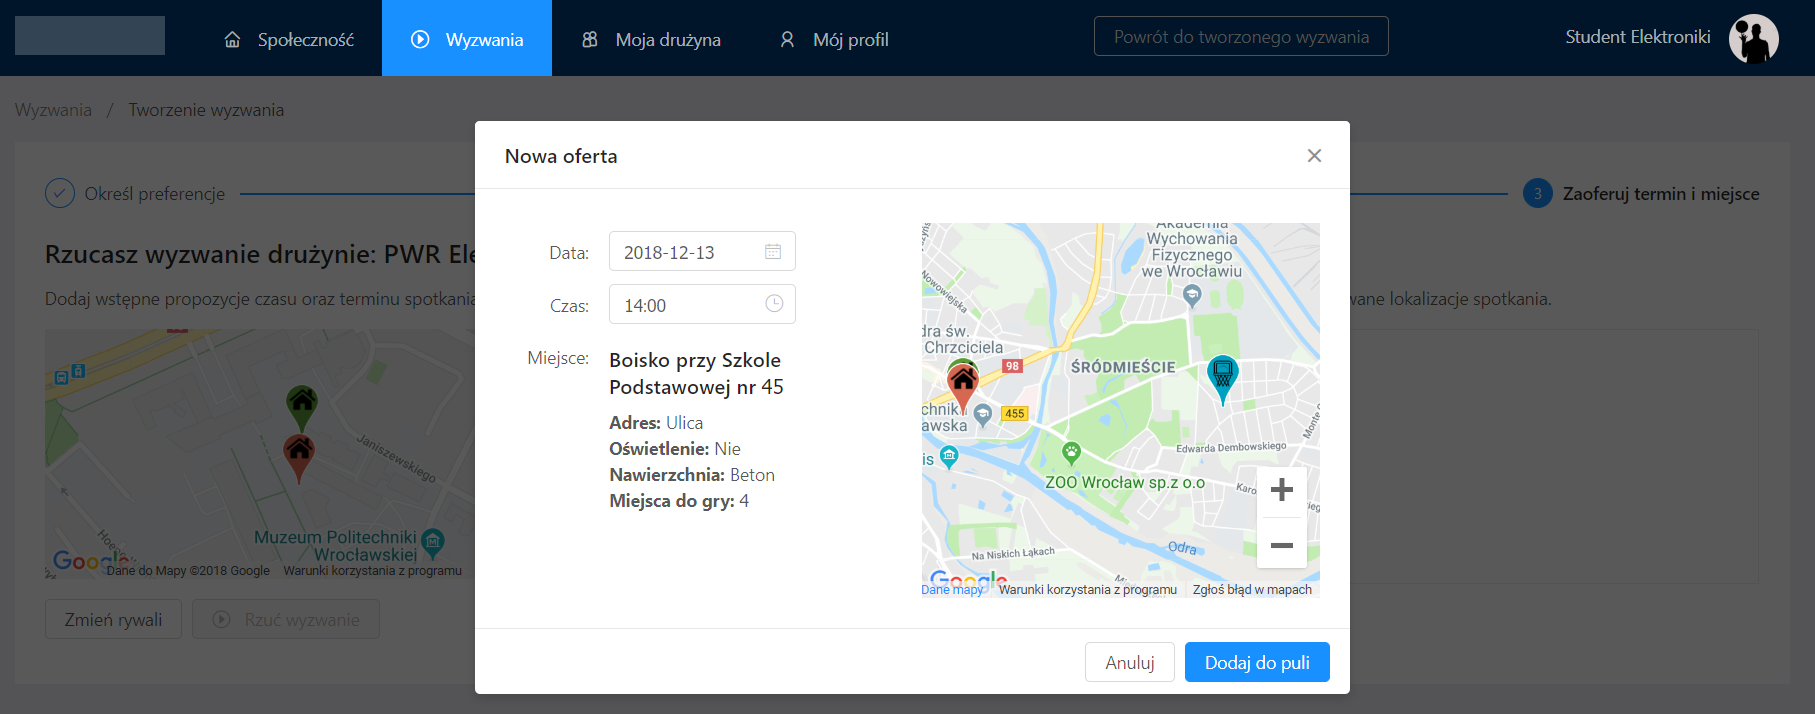 Społeczność
Wyzwania
Moja drużyna
Mój profil
Powrót do tworzonego wyzwania
Student Elektroniki
Wyzwania / Tworzenie wyzwania
Nowa oferta
Określ preferencje
3 Zaoferuj termin i miejsce
Rzucasz wyzwanie drużynie: PWR Ele
Dodaj wstępne propozycje czasu oraz terminu spotkania
wane lokalizacje spotkania.
Janiszewskiego
Muzeum Politechniki
Wrocławskiej
Google
Dane do Mapy ©2018 Google
Warunki korzystania z programu
Zmień rywali
Rzuć wyzwanie
Data: 2018-12-13
Czas: 14:00
Miejsce: Boisko przy Szkole
Podstawowej nr 45
Adres: Ulica
Oświetlenie: Nie
Nawierzchnia: Beton
Miejsca do gry: 4
Akademia
Wychowania
Fizycznego
we Wrocławiu
Nowowiejska
dra św.
Chrzciciela
98
ŚRÓDMIEŚCIE
chnik
awska
455
is
Edwarda Dembowskiego
ZOO Wrocław sp.z o.o
Monte
Karo
Na Niskich Łąkach
Odra
Google
Dane mapy
Warunki korzystania z programu
Zgłoś błąd w mapach
Anuluj
Dodaj do puli